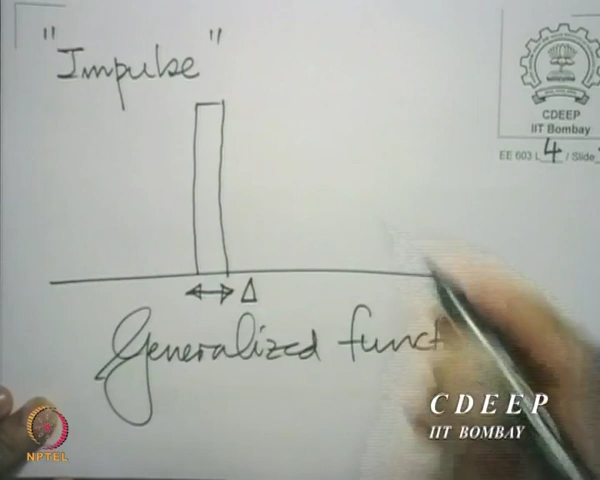 "Impulse"
CDEEP
IIT Bombay
EE 603 L 4 / Slide
Δ
Generalized funct
CDEEP
IIT BOMBAY
NPTEL